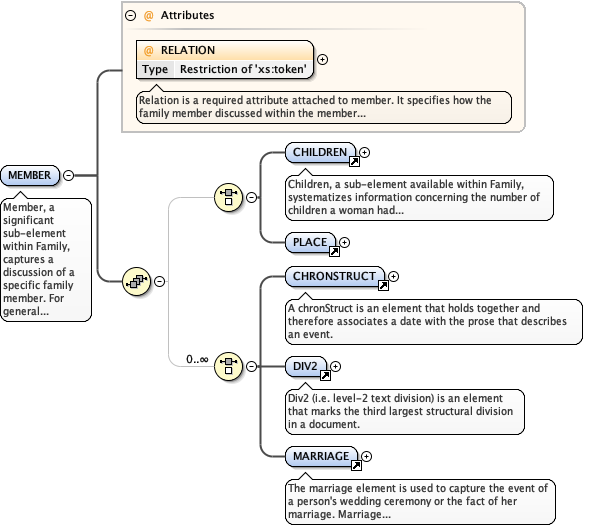 @ Attributes
@ RELATION
Type Restriction of 'xs:token'
Relation is a required attribute attached to member. It specifies how the
family member discussed within the member...
MEMBER
Member, a
significant
sub-element
within Family,
captures a
discussion of a
specific family
member. For
general...
CHILDREN
Children, a sub-element available within Family,
systematizes information concerning the number of
children a woman had...
PLACE
CHRONSTRUCT
A chronStruct is an element that holds together and
therefore associates a date with the prose that describes
an event.
0..∞
DIV2
Div2 (i.e. level-2 text division) is an element
that marks the third largest structural division
in a document.
MARRIAGE
The marriage element is used to capture the event of
a person's wedding ceremony or the fact of her
marriage. Marriage...